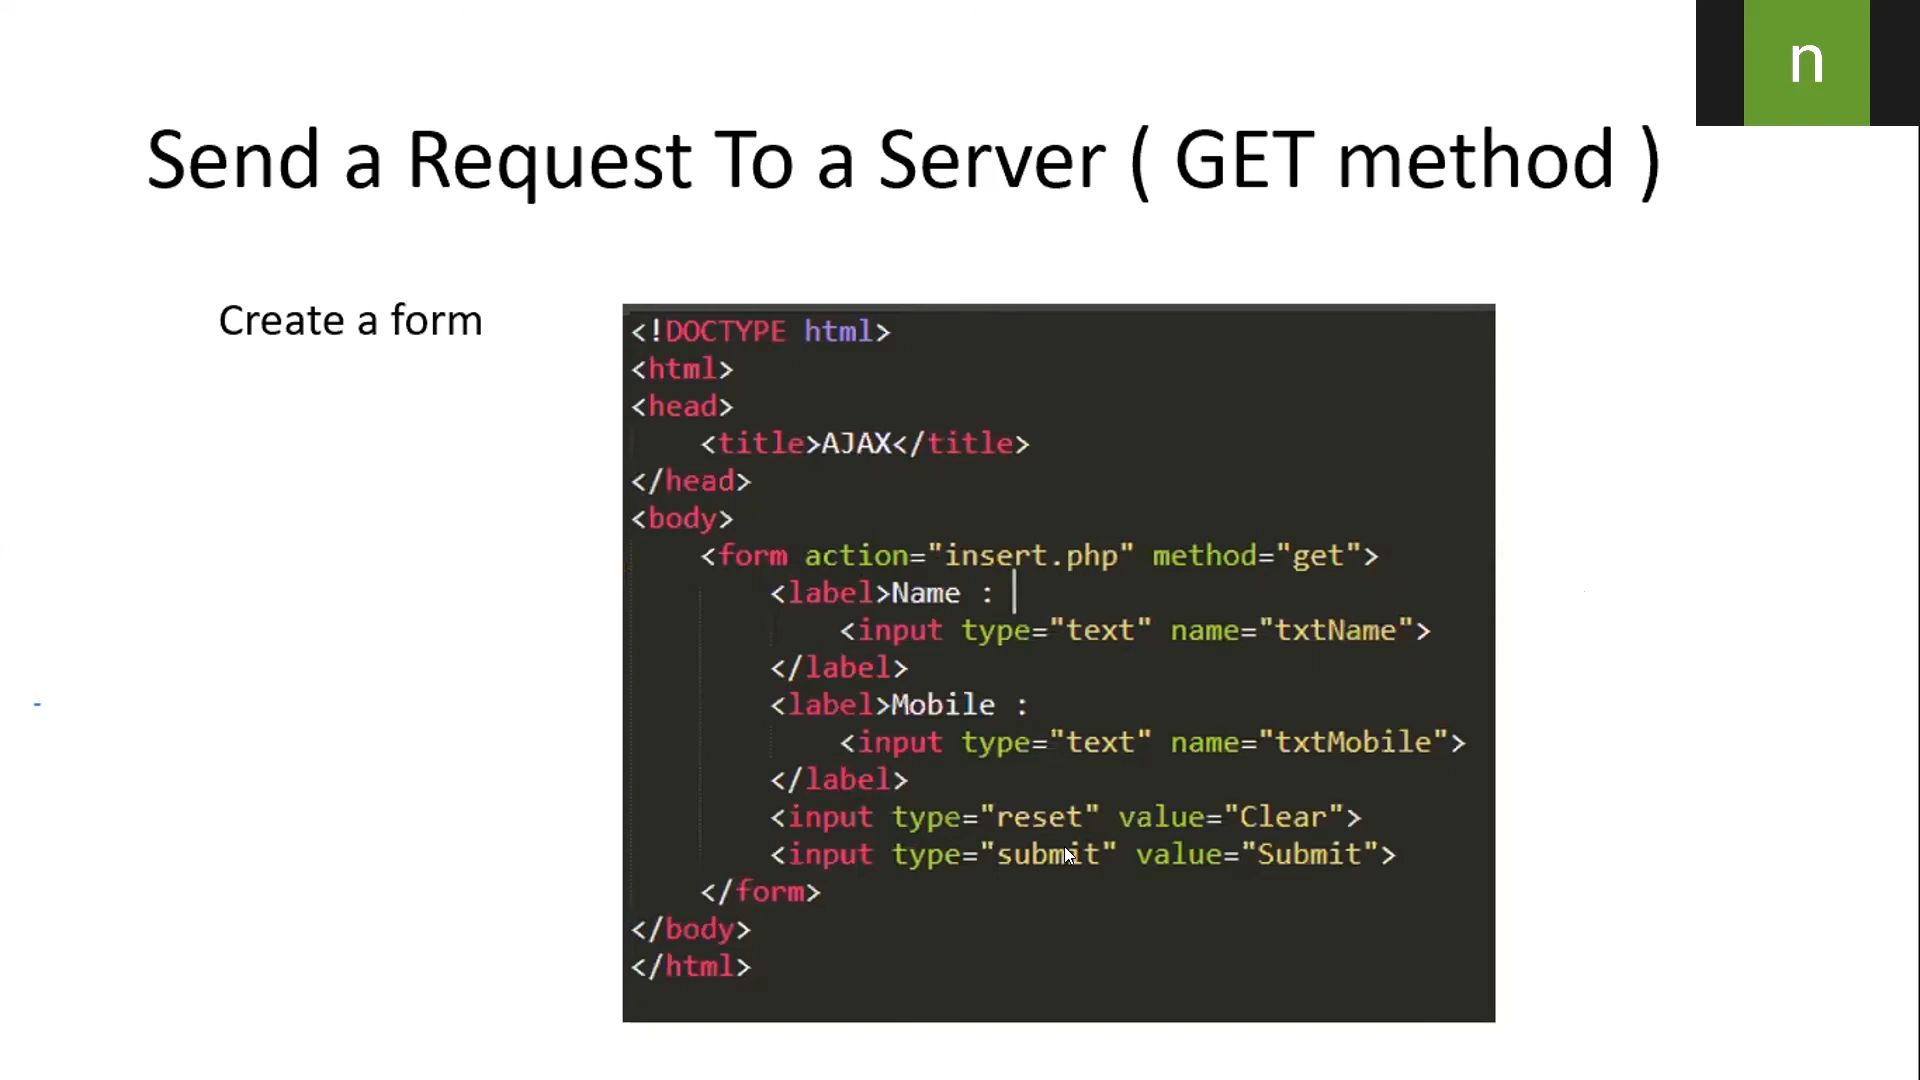 n
Send a Request To a Server ( GET method )
Create a form
<!DOCTYPE html>
<html>
<head>
    <title>AJAX</title>
</head>
<body>
    <form action="insert.php" method="get">
        <label>Name :
            <input type="text" name="txtName">
        </label>
        <label>Mobile :
            <input type="text" name="txtMobile">
        </label>
        <input type="reset" value="Clear">
        <input type="submit" value="Submit">
    </form>
</body>
</html>